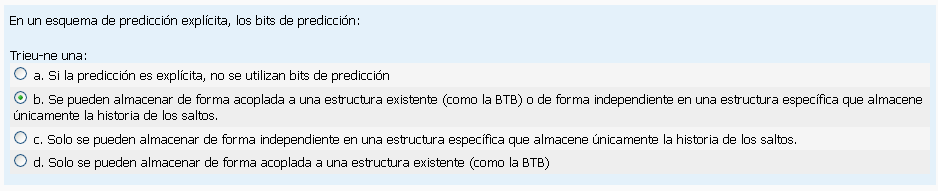 En un esquema de predicción explícita, los bits de predicción:
Trieu-ne una:
a. Si la predicción es explícita, no se utilizan bits de predicción
b. Se pueden almacenar de forma acoplada a una estructura existente (como la BTB) o de forma independiente en una estructura específica que almacene
únicamente la historia de los saltos.
c. Solo se pueden almacenar de forma independiente en una estructura específica que almacene únicamente la historia de los saltos.
d. Solo se pueden almacenar de forma acoplada a una estructura existente (como la BTB)